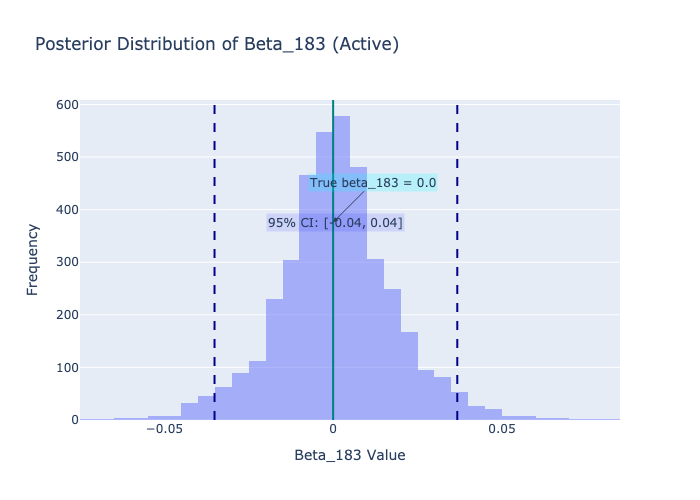 Posterior Distribution of Beta_183 (Active)
600
500
400
300
200
100
0
Frequency
True beta_183 = 0.0
95% CI: [-0.04, 0.04]
−0.05
0
0.05
Beta_183 Value